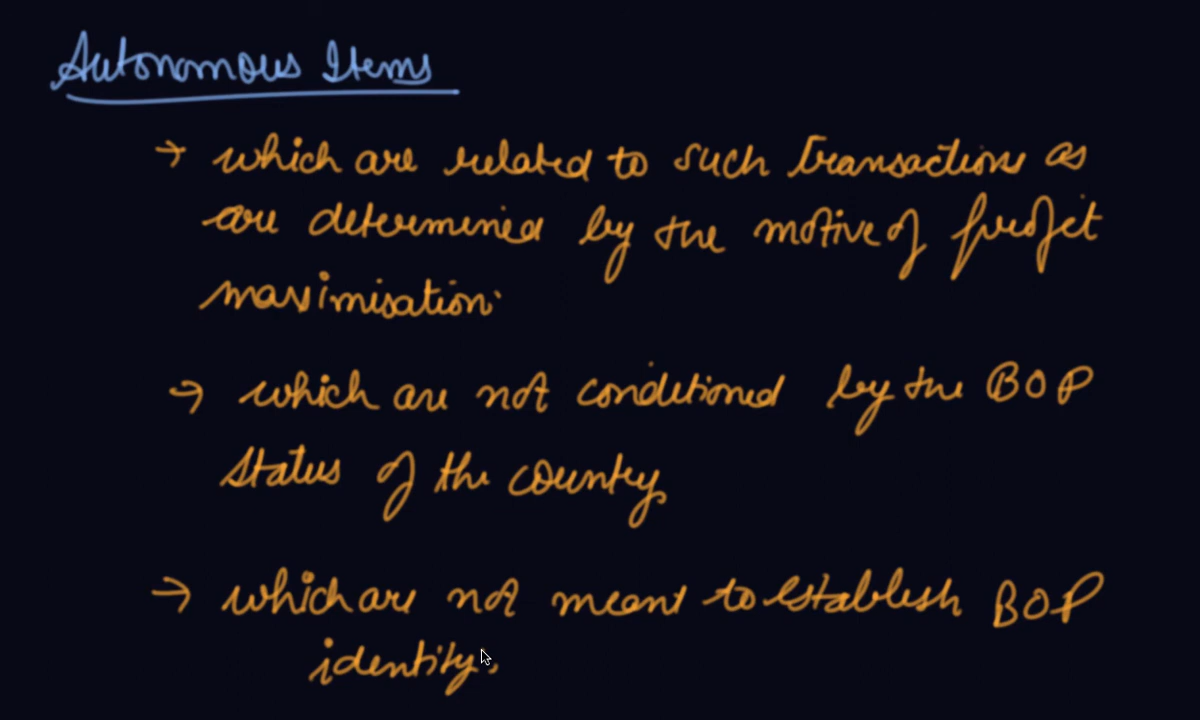 Autonomous Items
→ which are related to such transactions as
are determined by the motive of profit
maximisation.
→ which are not conditioned by the BOP
status of the country
→ which are not meant to establish BOP
identity.